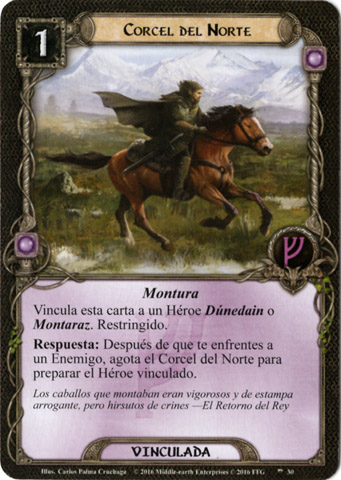 1
Corcel del Norte
Montura
Vincula esta carta a un Héroe Dúnedain o
Montaraz. Restringido.
Respuesta: Después de que te enfrentes a
un Enemigo, agota el Corcel del Norte para
preparar el Héroe vinculado.
Los caballos que montaban eran vigorosos y de estampa
arrogante, pero hirsutos de crines —El Retorno del Rey
VINCULADA
Illus. Carlos Palma Cruchaga © 2016 Middle-earth Enterprises © 2016 FFG 30